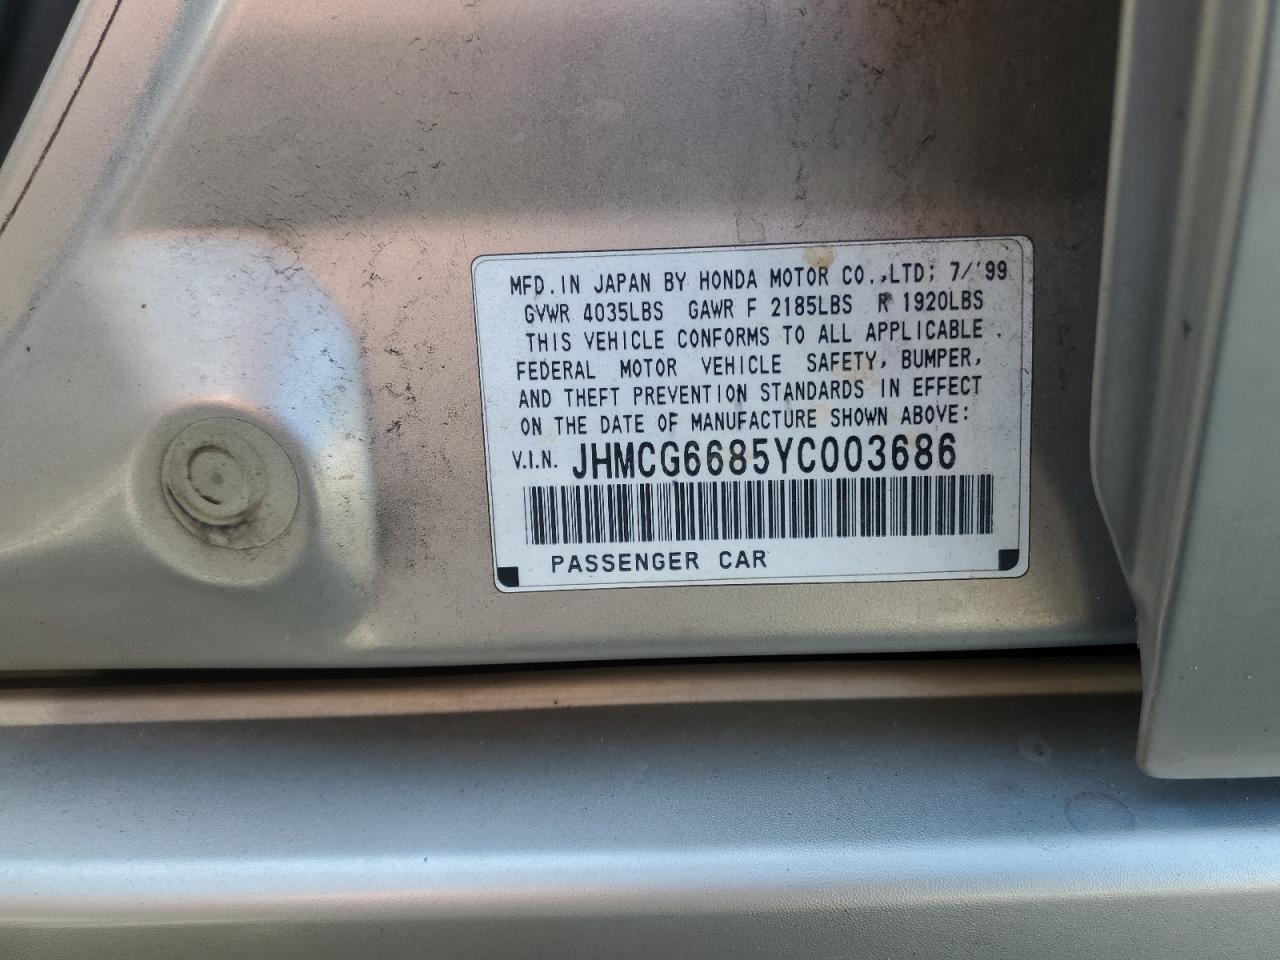 MFD. IN JAPAN BY HONDA MOTOR CO.,LTD; 7/'99
GVWR 4035LBS GAWR F 2185LBS R 1920LBS
THIS VEHICLE CONFORMS TO ALL APPLICABLE
FEDERAL MOTOR VEHICLE SAFETY, BUMPER,
AND THEFT PREVENTION STANDARDS IN EFFECT
ON THE DATE OF MANUFACTURE SHOWN ABOVE:
V.I.N. JHMCG6685YC003686
PASSENGER CAR